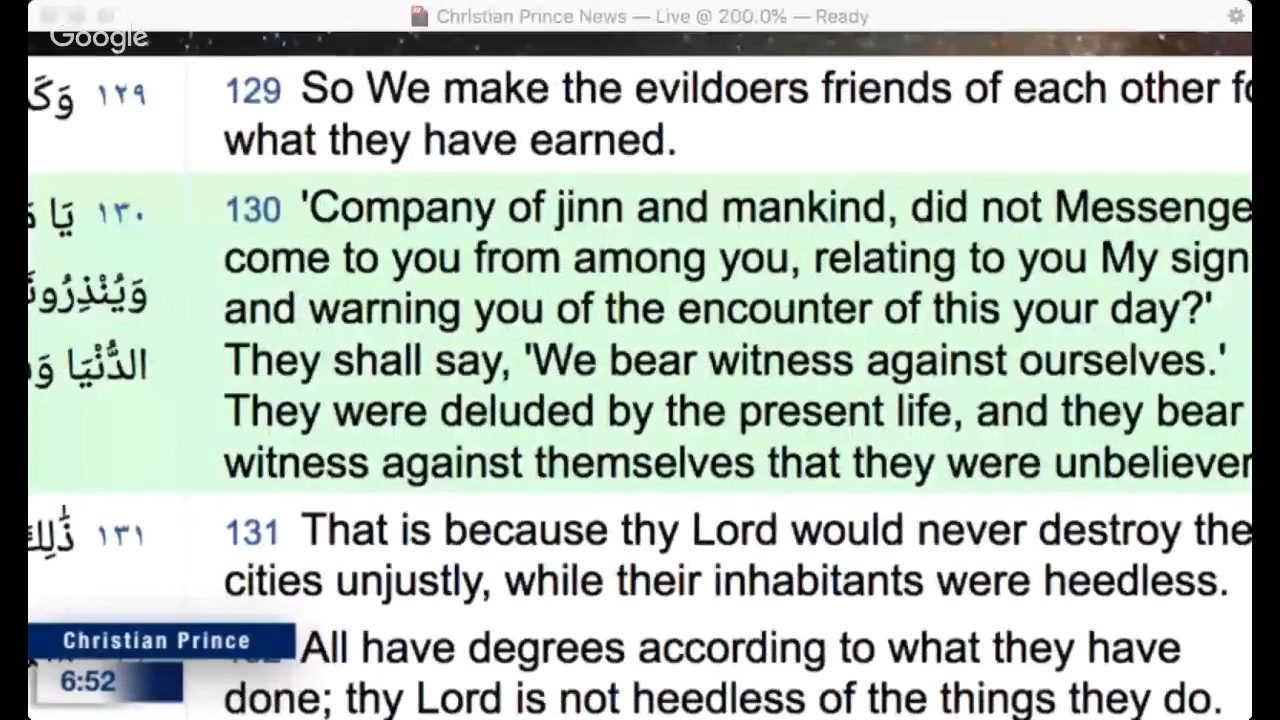 Christian Prince News — Live @ 200.0% — Ready
Google
١٢٩
129 So We make the evildoers friends of each other
what they have earned.
يَا ١٣٠
130 'Company of jinn and mankind, did not
come to you from among you, relating to you My
and warning you of the encounter of this your day?'
الدُّنْيَا
They shall say, 'We bear witness against ourselves.'
They were deluded by the present life, and they bear
witness against themselves that they were
١٣١
131 That is because thy Lord would never destroy the
cities unjustly, while their inhabitants were heedless.
Christian Prince
All have degrees according to what they have
6:52
done; thy Lord is not heedless of the things they do.